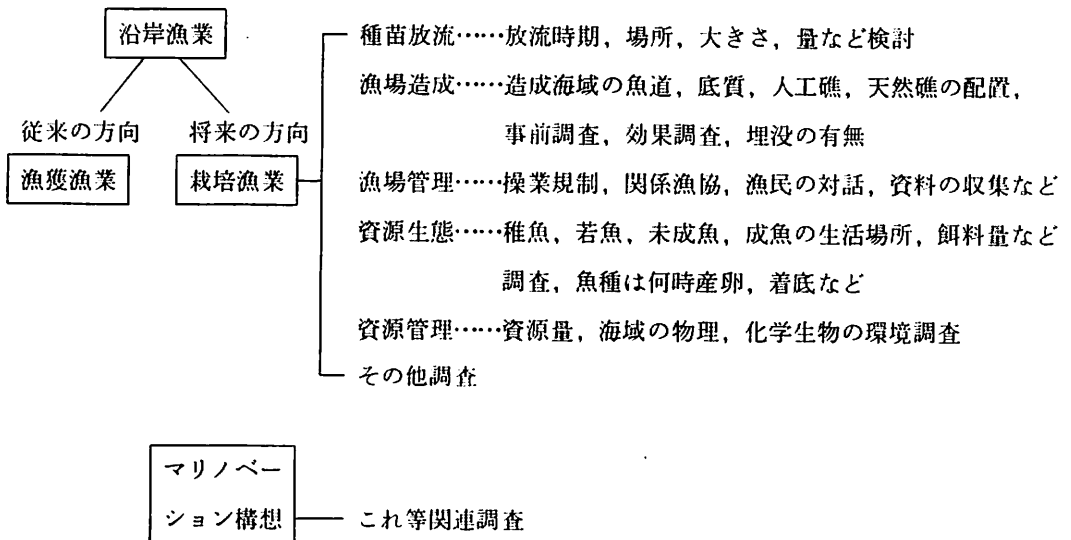 沿岸漁業
従来の方向
将来の方向
漁獲漁業
栽培漁業
種苗放流……放流時期，場所，大きさ，量など検討
漁場造成……造成海域の魚道，底質，人工礁，天然礁の配置，
事前調査，効果調査，埋没の有無
漁場管理……操業規制，関係漁協，漁民の対話，資料の収集など
資源生態……稚魚，若魚，未成魚，成魚の生活場所，餌料量など
調査，魚種は何時産卵，着底など
資源管理……資源量，海域の物理，化学生物の環境調査
その他調査
マリノベー
ション構想
これ等関連調査